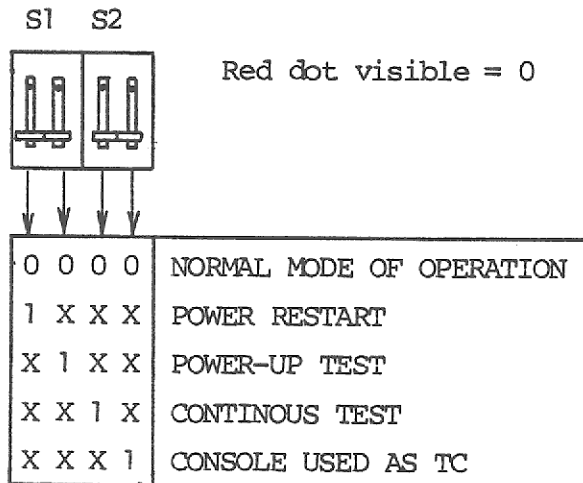 S1 S2
Red dot visible = 0
0 0 0 0 NORMAL MODE OF OPERATION
1 X X X POWER RESTART
X 1 X X POWER-UP TEST
X X 1 X CONTINOUS TEST
X X X 1 CONSOLE USED AS TC